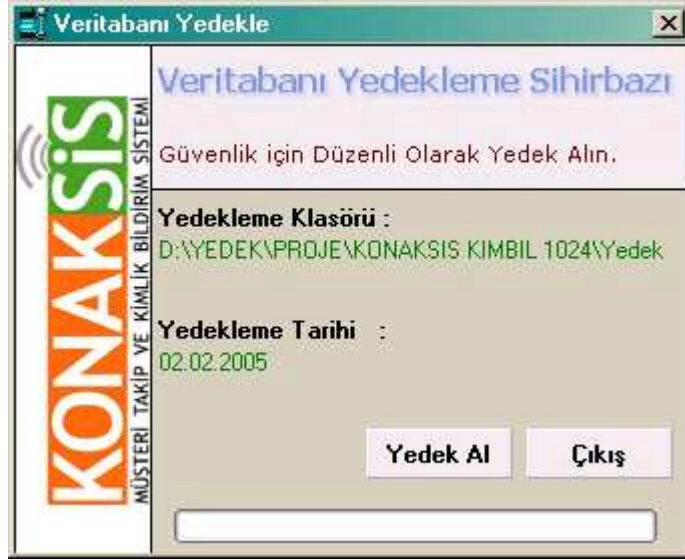 Veritabanı Yedekle
Veritabanı Yedekleme Sihirbazı
Güvenlik için Düzenli Olarak Yedek Alın.
KONAKSiS
MÜSTERİ TAKİP VE KİMLİK BİLDİRİM SİSTEMİ
Yedekleme Klasörü :
D:\YEDEK\PROJE\KONAKSIS KIMBIL 1024\Yedek
Yedekleme Tarihi :
02.02.2005
Yedek Al
Çıkış